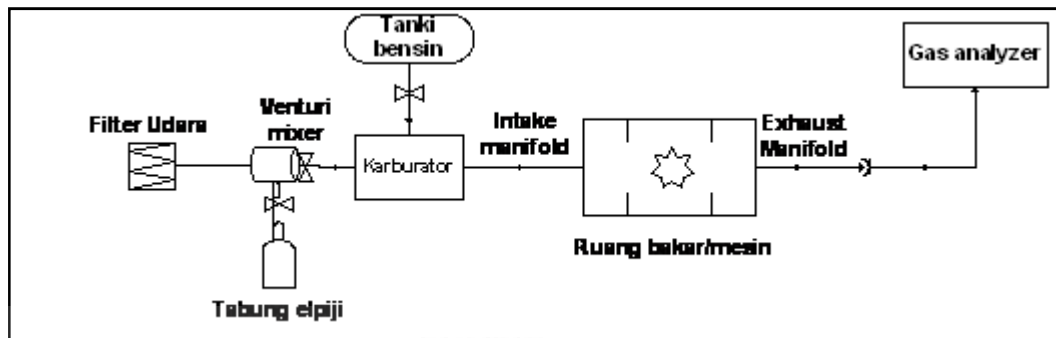 Tanki
bensin
Gas analyzer
Filter Udara
Venturi
mixer
Karburator
Intake
manifold
Exhaust
Manifold
Ruang bakar/mesin
Tabung elpiji